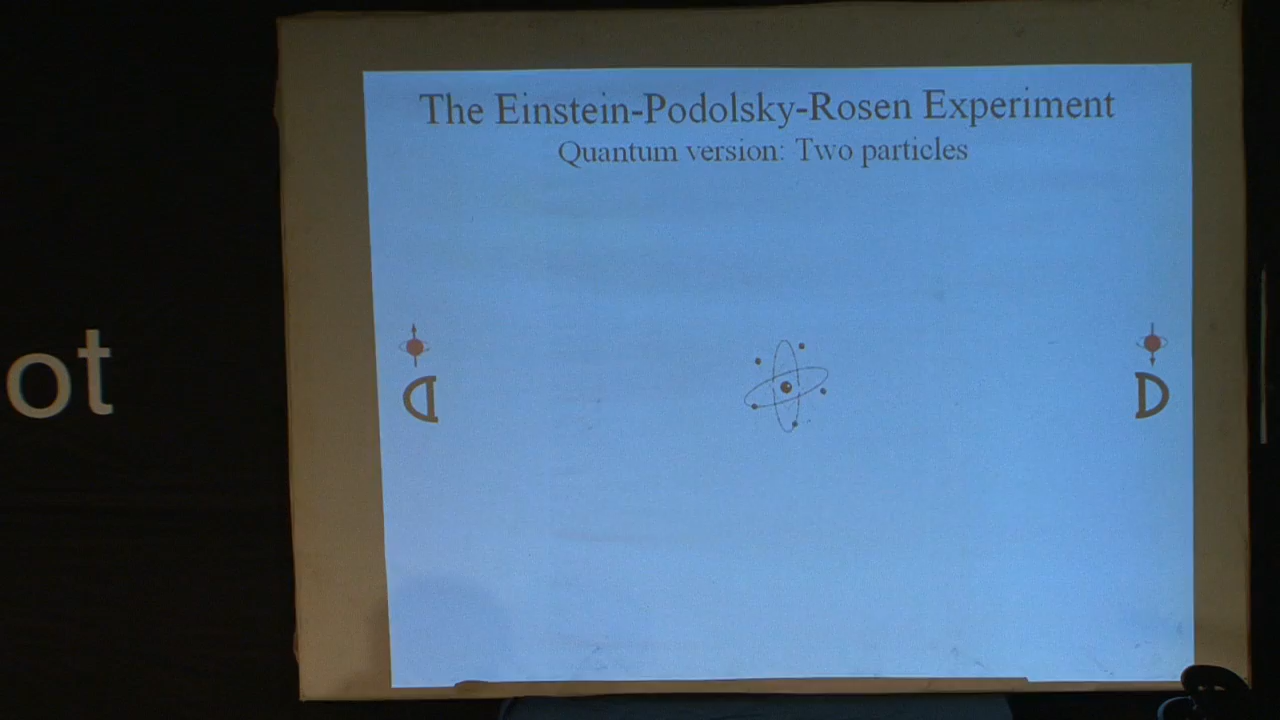 The Einstein-Podolsky-Rosen Experiment
Quantum version: Two particles
ot